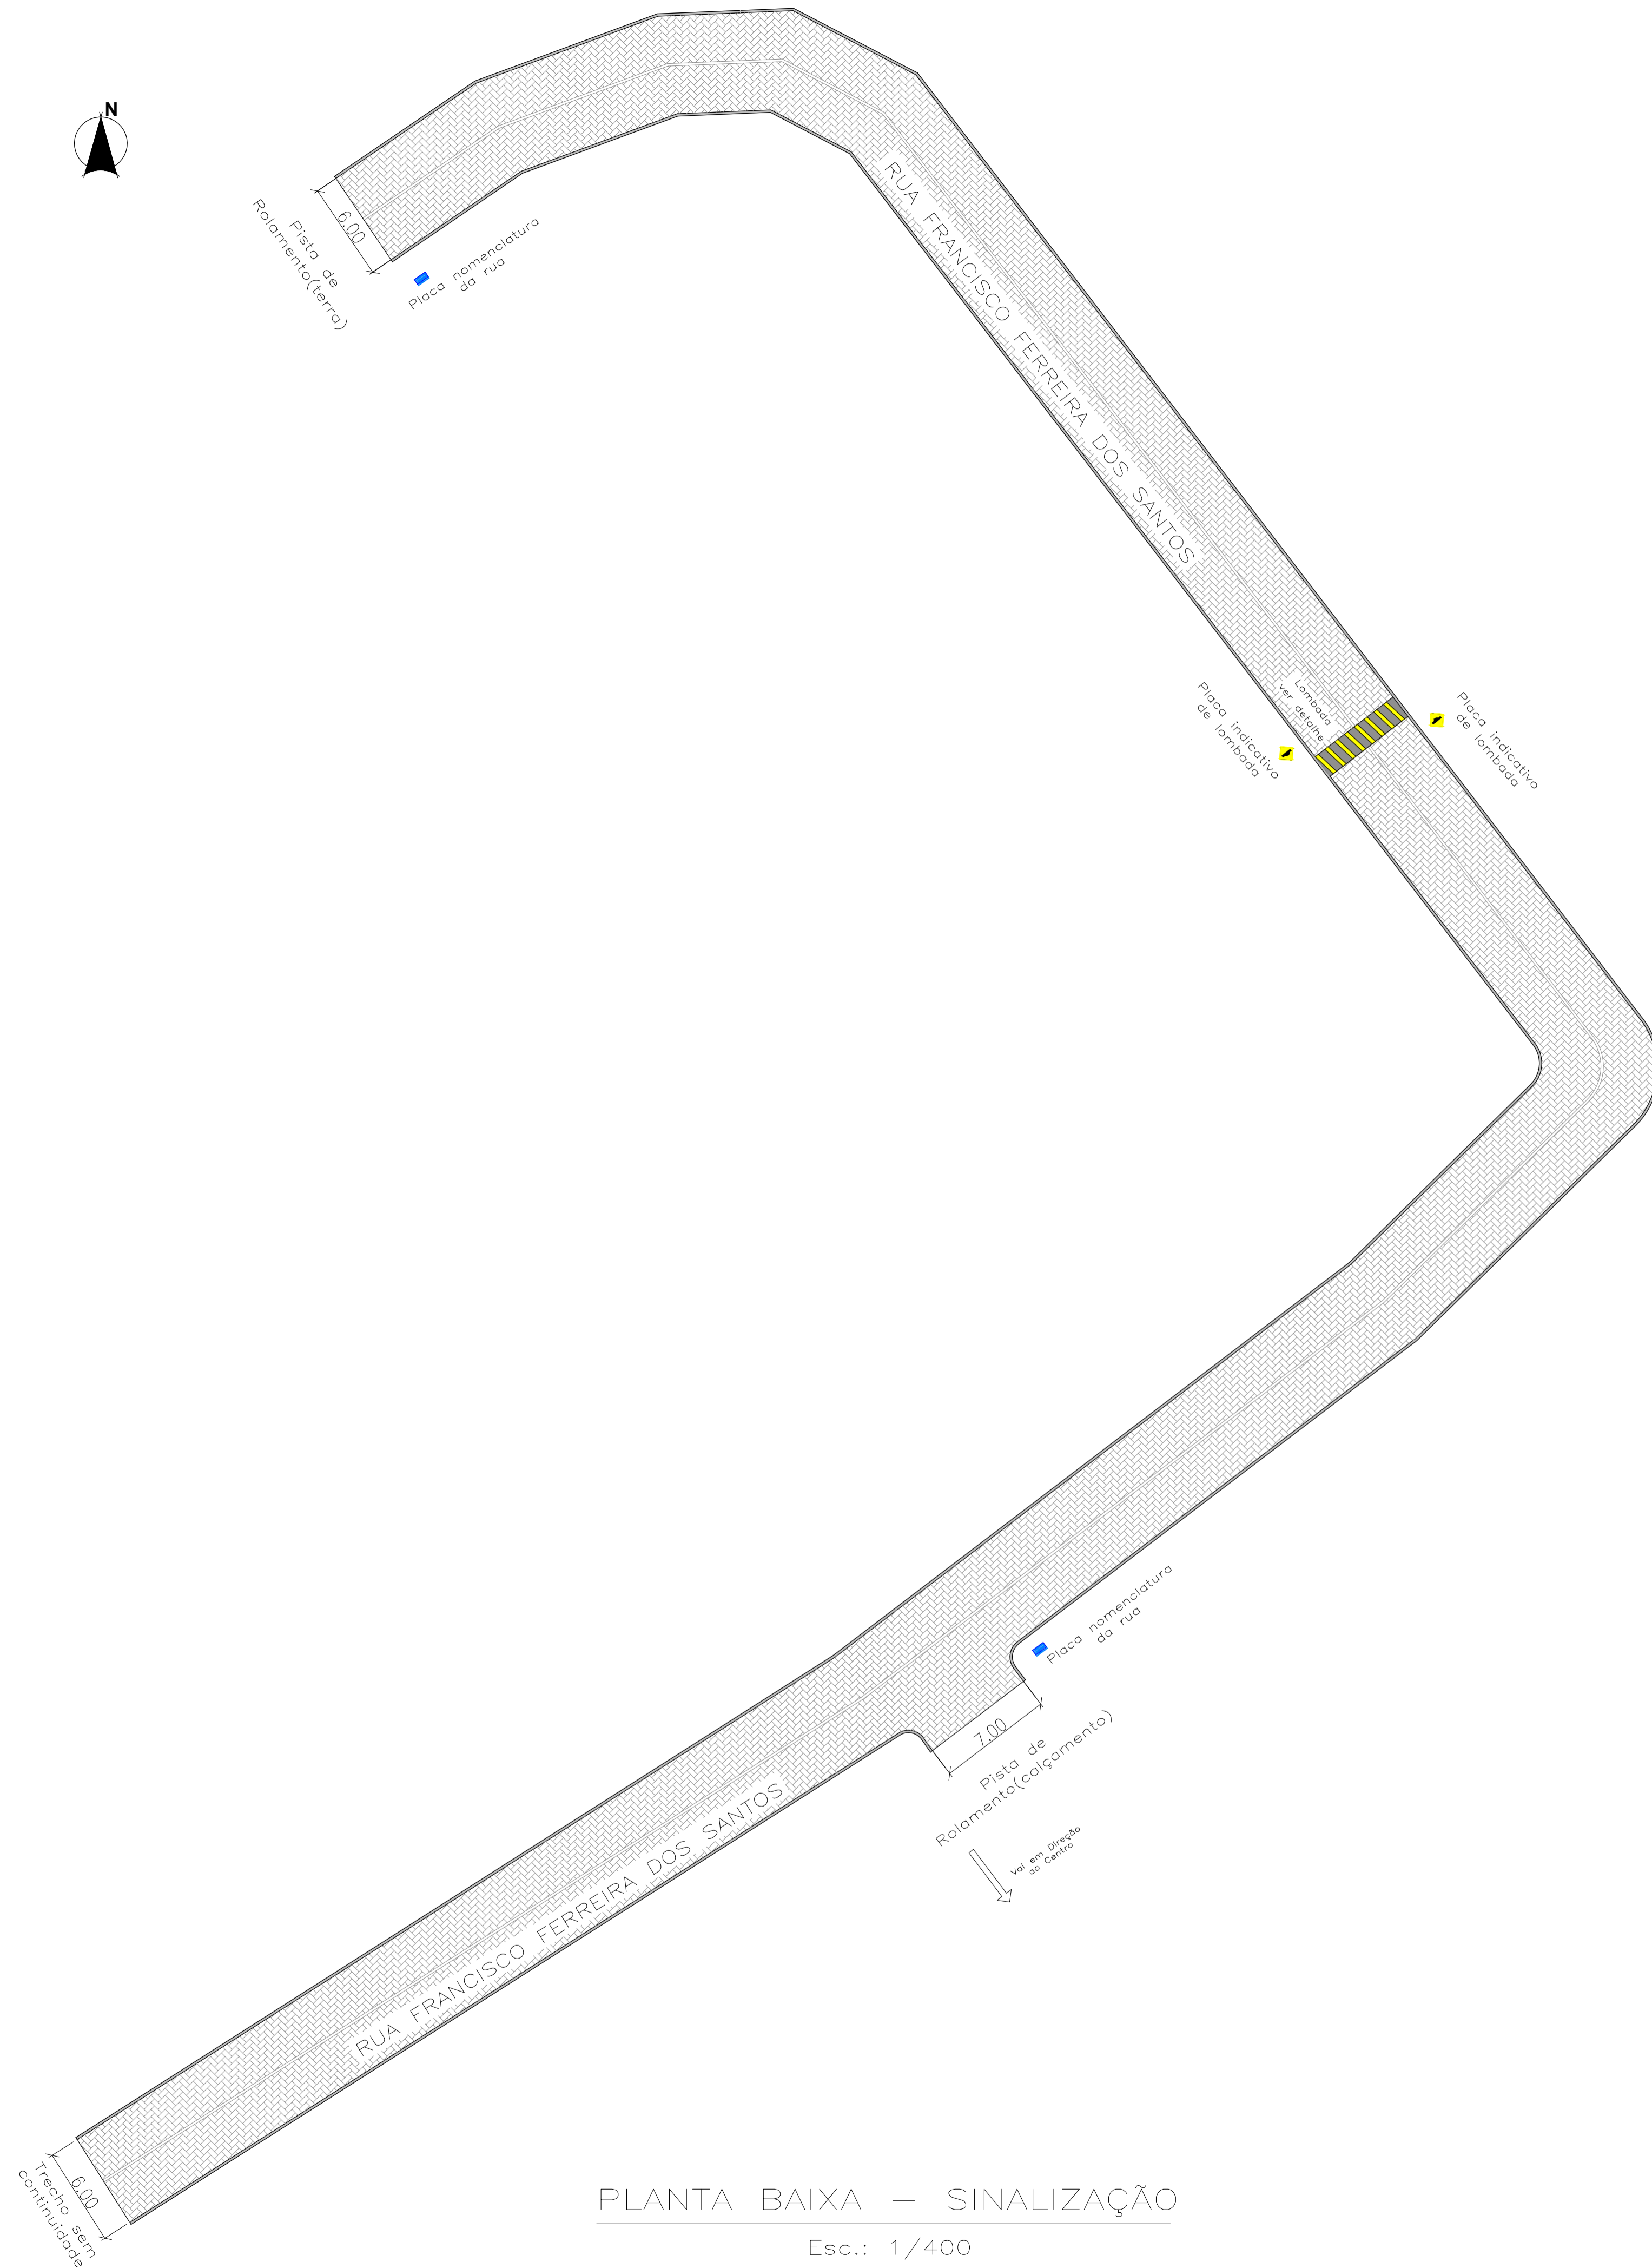 N
6,00
Pista de
Rolamento(terra)
Placa nomenclatura
da rua
RUA FRANCISCO FERREIRA DOS SANTOS
Lombada
ver detalhe
Placa indicativo
de lombada
Placa indicativo
de lombada
Placa nomenclatura
da rua
7,00
Pista de
Rolamento(calçamento)
Vai em Direção
ao Centro
RUA FRANCISCO FERREIRA DOS SANTOS
6,00
Trecho sem
continuidade
PLANTA BAIXA – SINALIZAÇÃO
Esc.: 1/400